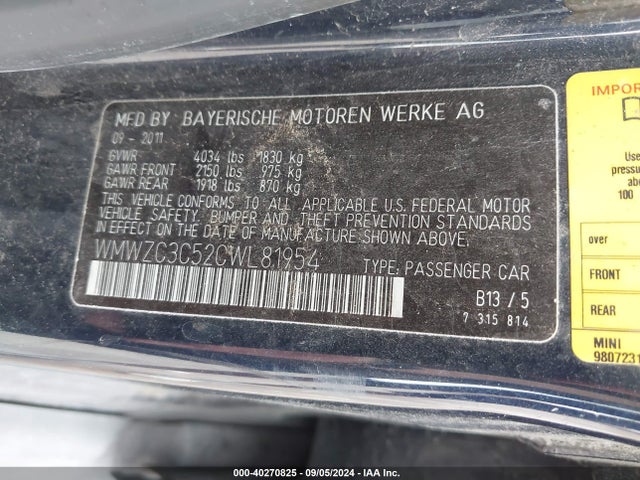 MFD BY BAYERISCHE MOTOREN WERKE AG
09 - 2011
GVWR 4034 lbs 1830 kg
GAWR FRONT 2150 lbs 975 kg
GAWR REAR 1918 lbs 870 kg
THIS VEHICLE CONFORMS TO ALL APPLICABLE U.S. FEDERAL MOTOR
VEHICLE SAFETY, BUMPER AND THEFT PREVENTION STANDARDS
IN EFFECT ON THE DATE OF MANUFACTURE SHOWN ABOVE.
WMWZC3C52CWL81954 TYPE: PASSENGER CAR
B13 / 5
7 315 814
IMPOR
Use
pressu
abo
100
over
FRONT
REAR
MINI
9807231
000-40270825 - 09/05/2024 - IAA Inc.